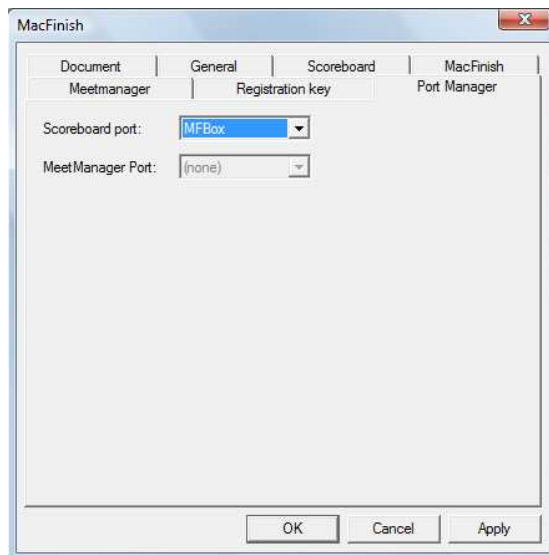 MacFinish
Document General Scoreboard MacFinish
Meetmanager Registration key Port Manager
Scoreboard port: MFBox
MeetManager Port: (none)
OK Cancel Apply